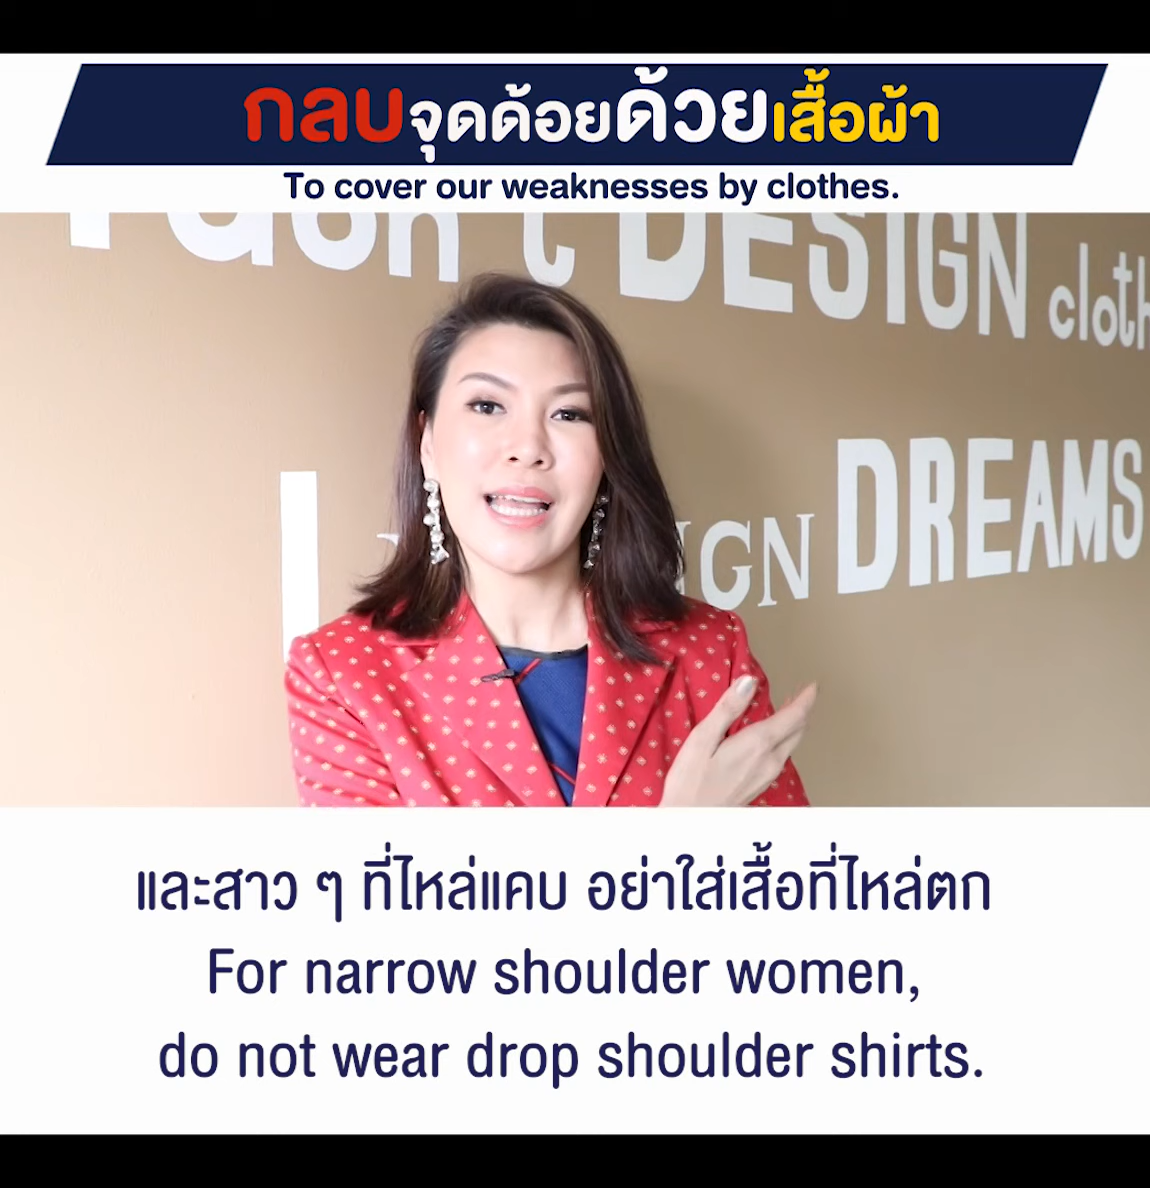 กลบจุดด้อยด้วยเสื้อผ้า
To cover our weaknesses by clothes.
I don't DESIGN cloth
I DREAMS
และสาว ๆ ที่ไหล่แคบ อย่าใส่เสื้อที่ไหล่ตก
For narrow shoulder women,
do not wear drop shoulder shirts.